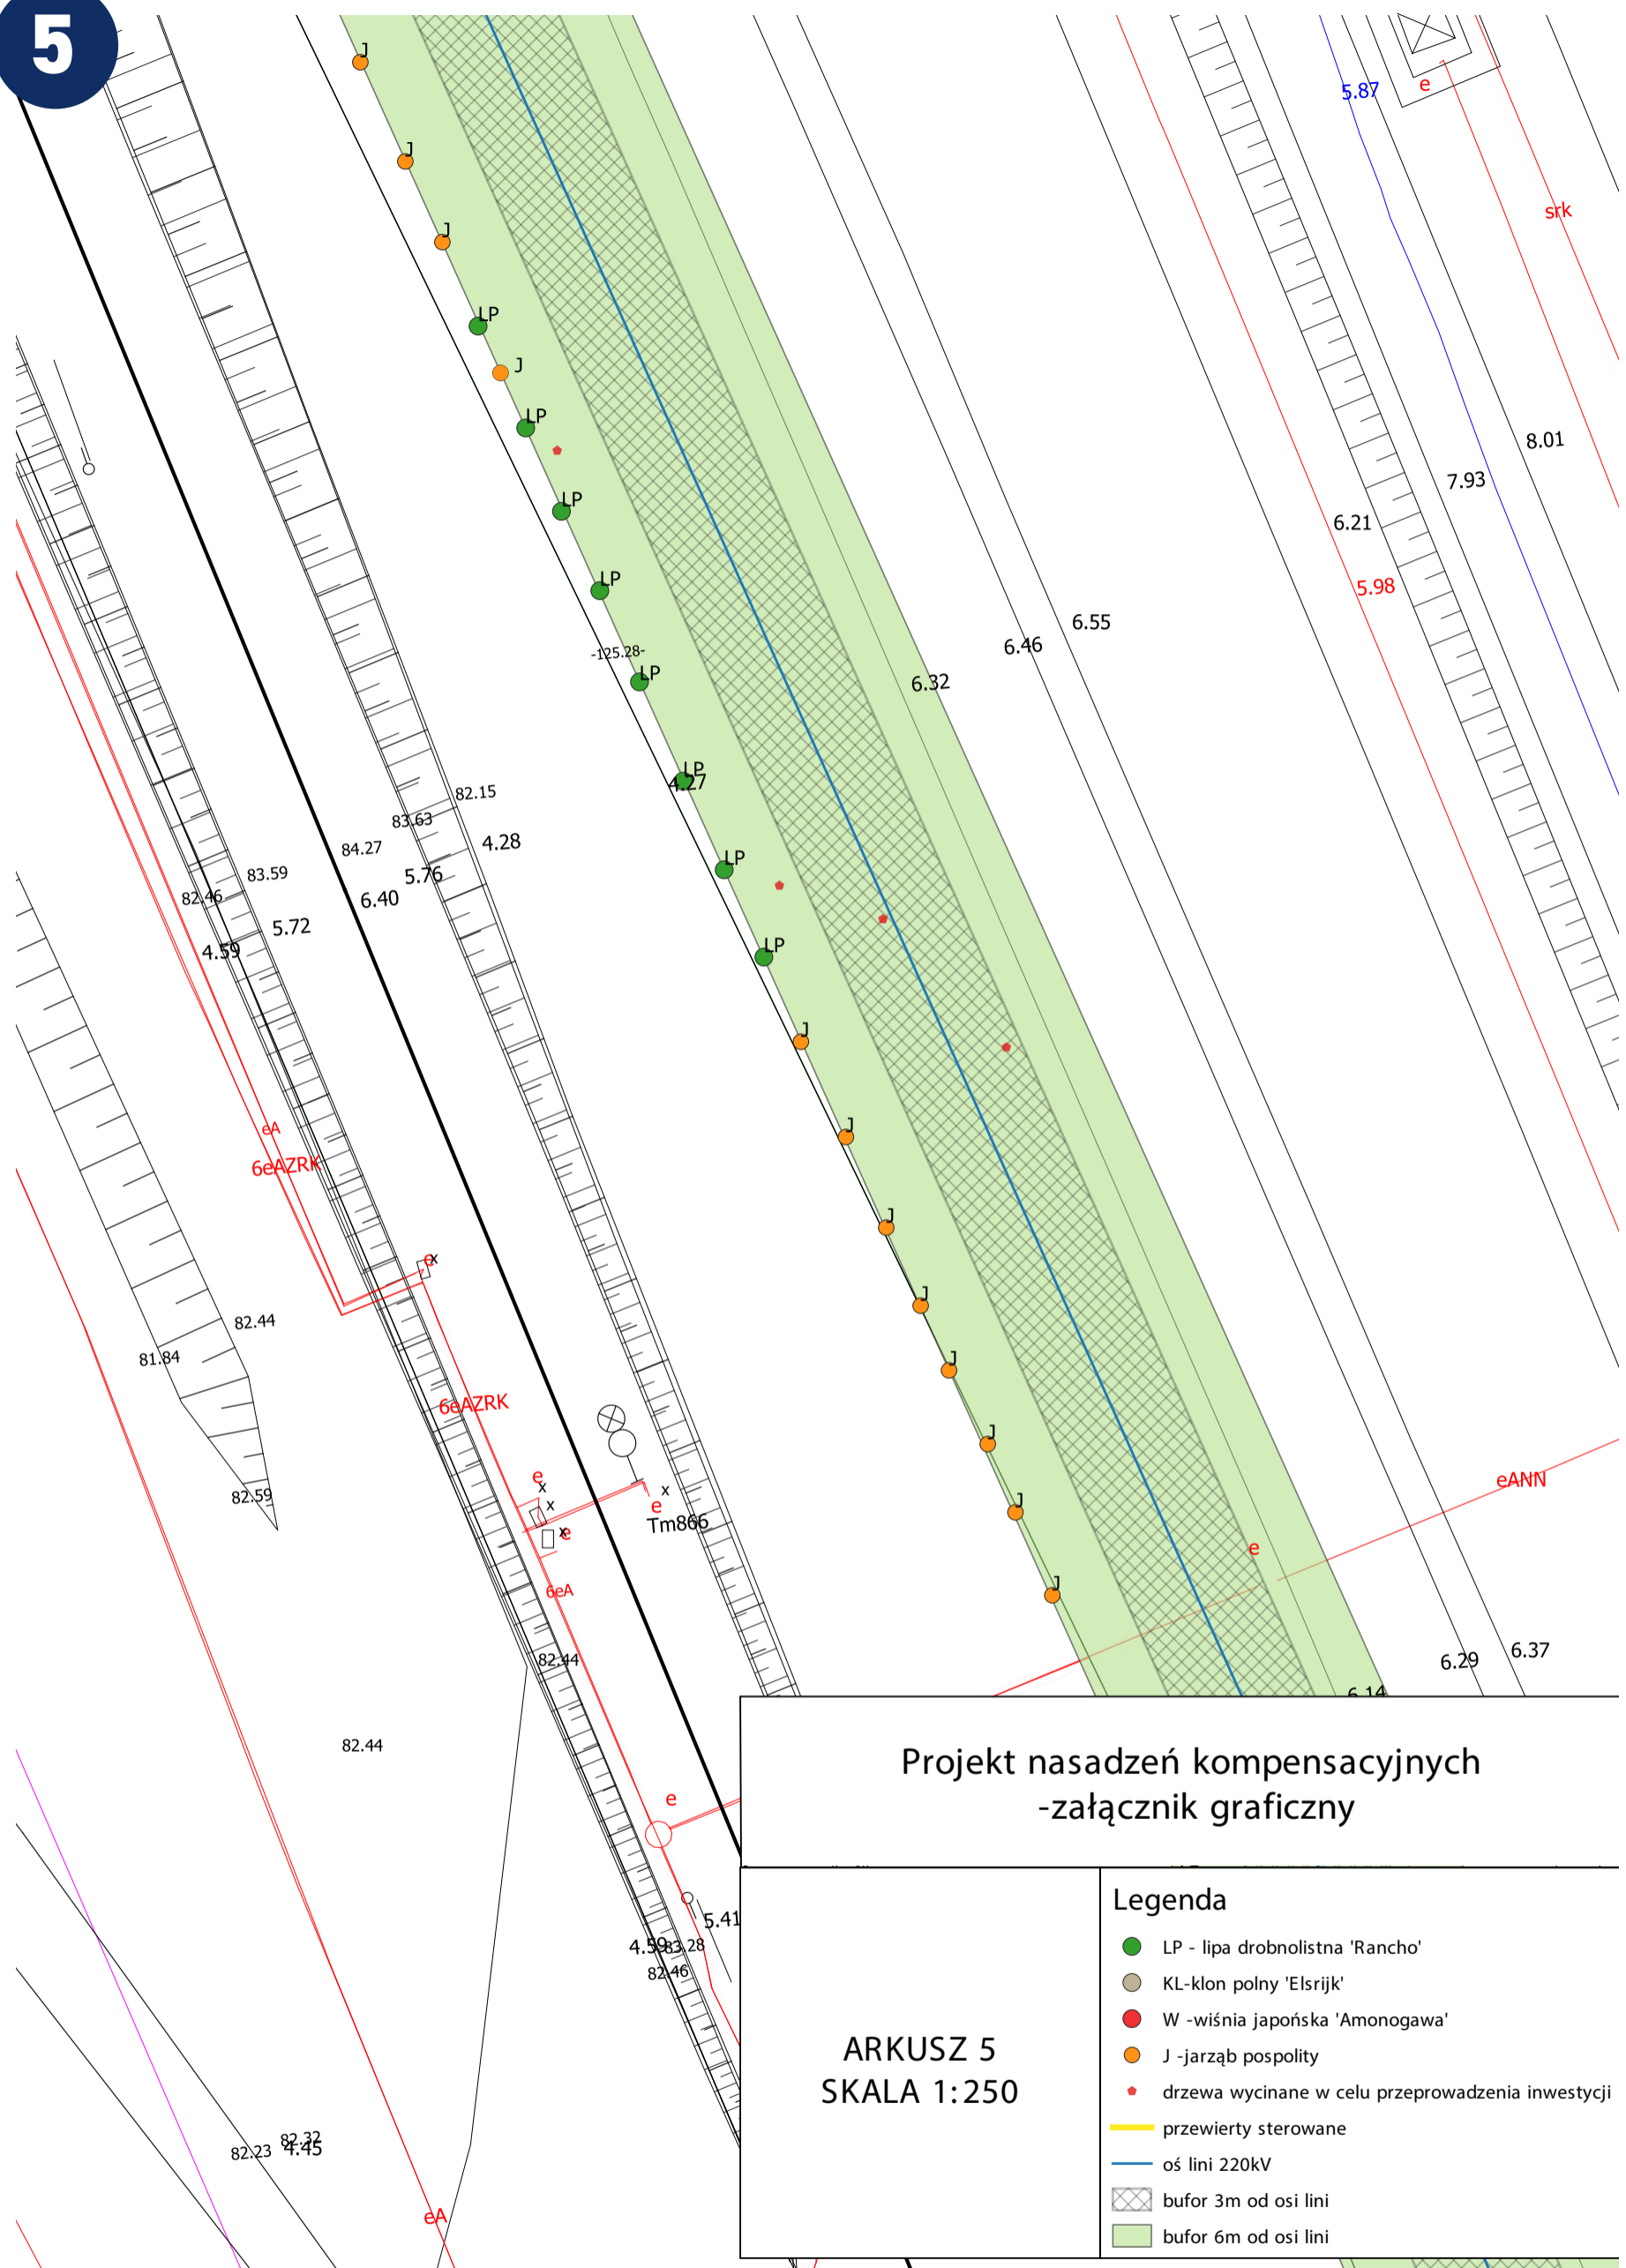 5
J
5.87
e
J
srk
J
LP
J
LP
8.01
7.93
LP
6.21
LP
5.98
6.55
6.46
-125.28-
LP
6.32
LP
4.27
82.15
83.63
4.28
84.27
LP
83.59
5.76
82.46
6.40
5.72
LP
4.59
J
eA
J
6eAZRK
J
e
x
J
82.44
81.84
J
6eAZRK
J
e
x
x
e
x
eANN
82.59
J
Tm866
x
e
e
6eA
J
82.44
6.37
6.29
82.44
Projekt nasadzeń kompensacyjnych
-załącznik graficzny
e
5.41
4.59
83.28
82.46
ARKUSZ 5
SKALA 1:250
Legenda
LP - lipa drobnolistna 'Rancho'
KL-klon polny 'Elsrijk'
W -wiśnia japońska 'Amonogawa'
J -jarząb pospolity
drzewa wycinane w celu przeprowadzenia inwestycji
przewierty sterowane
oś lini 220kV
bufor 3m od osi lini
bufor 6m od osi lini
82.32
82.23
4.45
eA